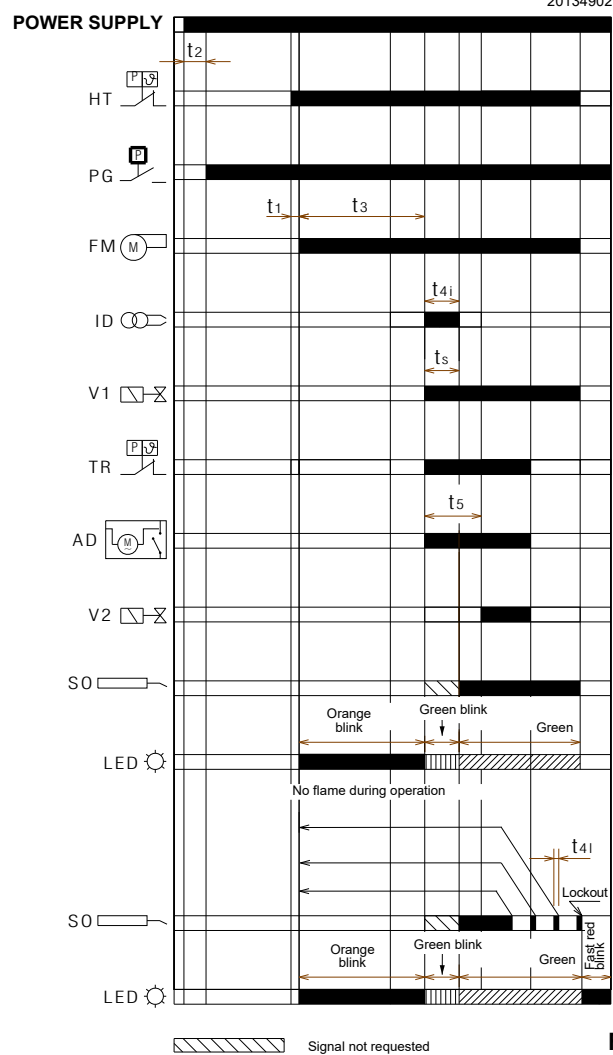 20134902
POWER SUPPLY
t2
P ϑ
HT
P
PG
t1 t3
FM M
t4i
ID
ts
V1
P ϑ
TR
t5
AD M ~
V2
SO
Orange blink Green blink Green
LED
No flame during operation
t4l
Lockout
SO
Fast red blink
Orange blink Green blink Green
LED
Signal not requested